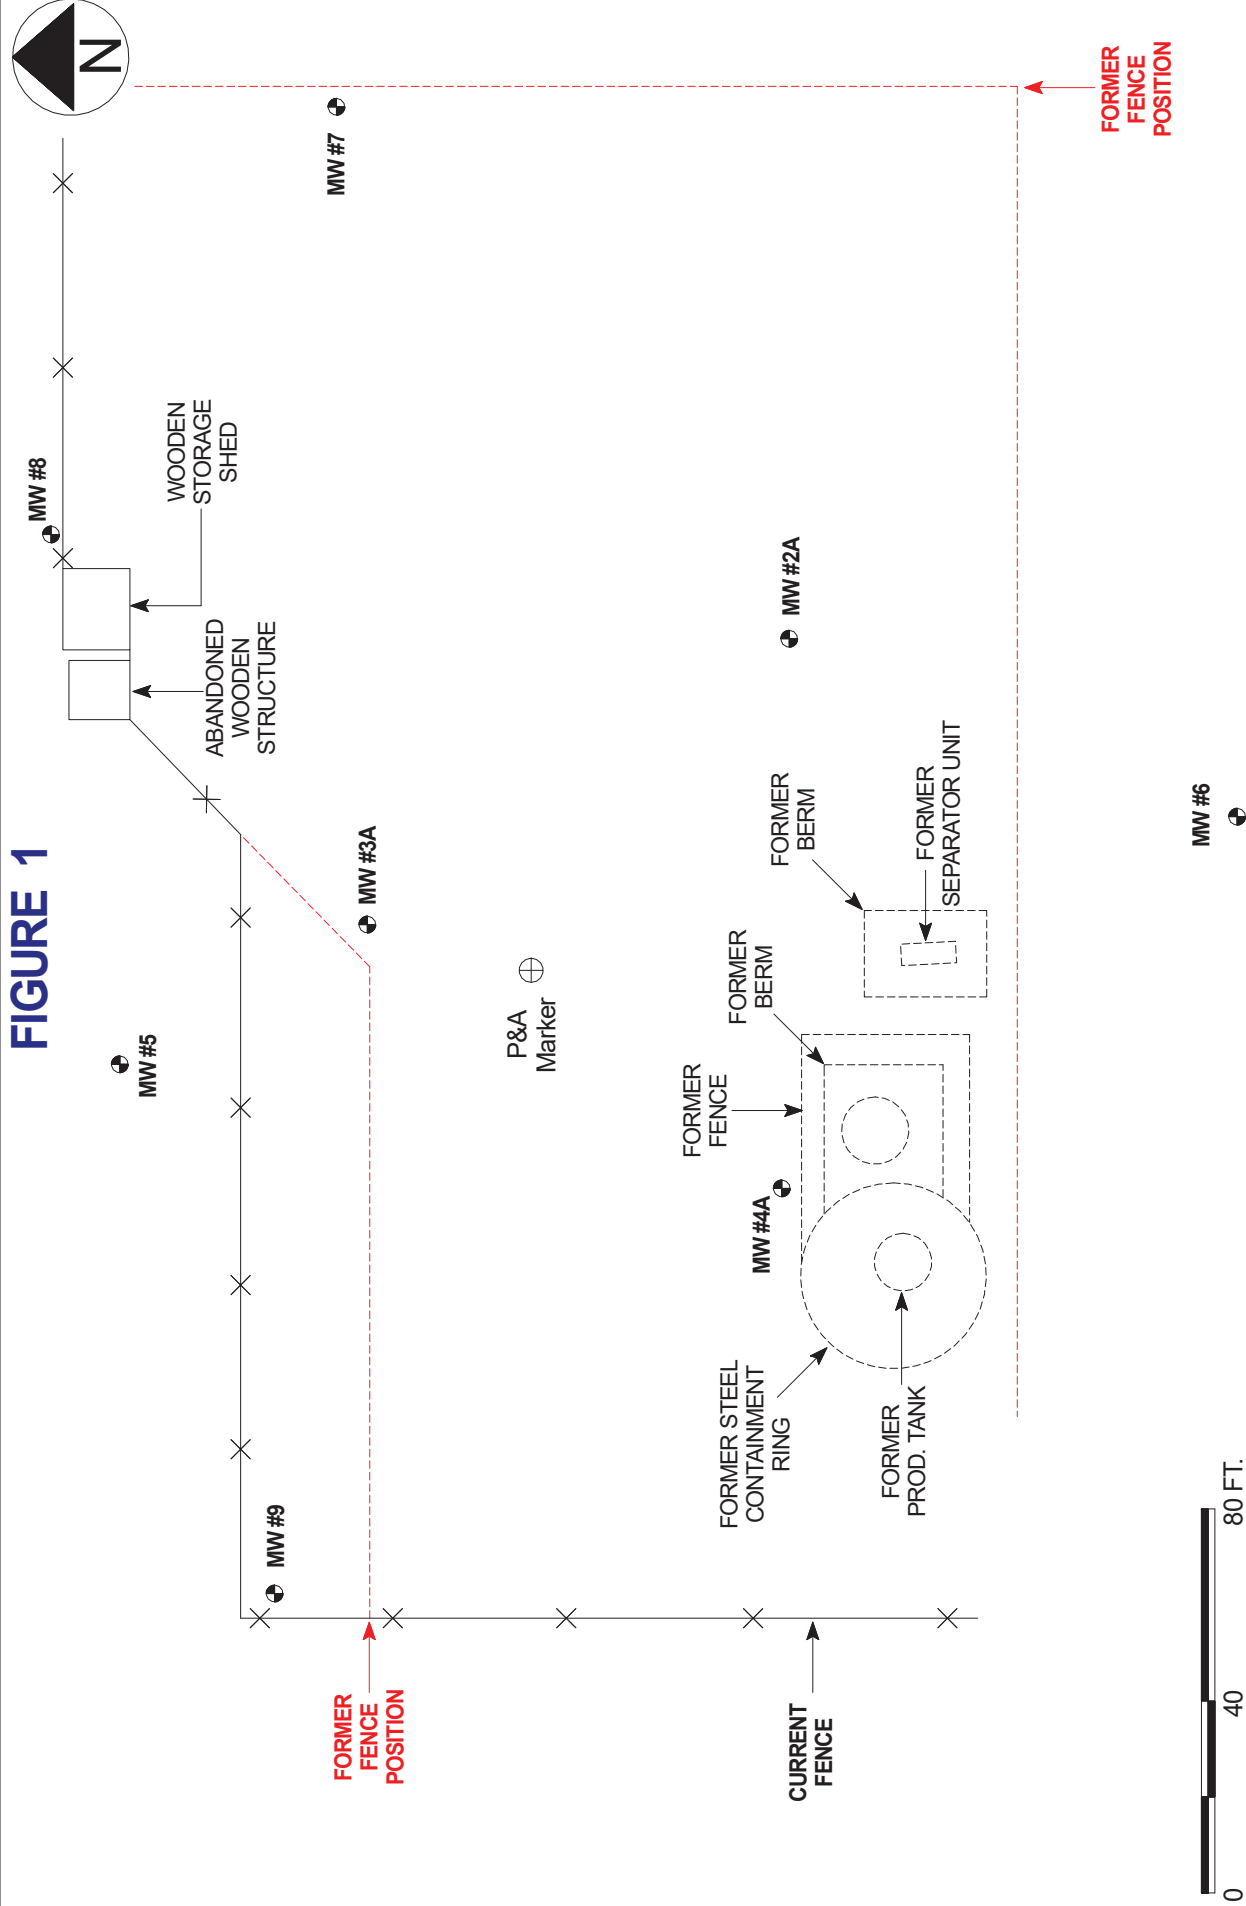 FIGURE 1
N
MW #8
MW #7
MW #5
MW #9
MW #3A
WOODEN
STORAGE
SHED
ABANDONED
WOODEN
STRUCTURE
FORMER
FENCE
POSITION
P&A
Marker
MW #2A
MW #4A
MW #6
FORMER
BERM
FORMER
SEPARATOR UNIT
FORMER
BERM
FORMER
FENCE
FORMER STEEL
CONTAINMENT
RING
FORMER
PROD. TANK
CURRENT
FENCE
FORMER
FENCE
POSITION
0 40 80 FT.